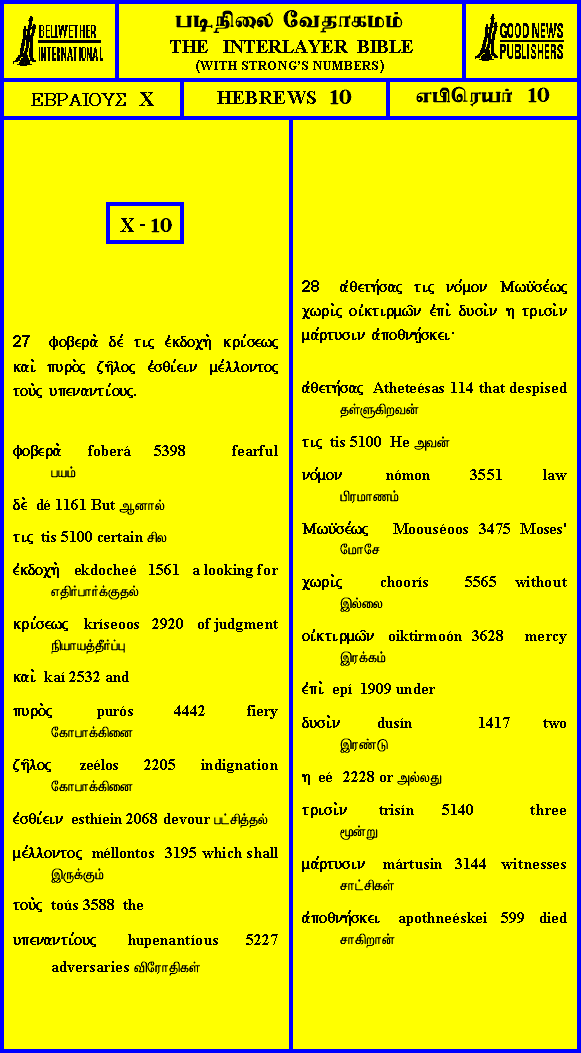 BELLWETHER
INTERNATIONAL
படிநிலை வேதாகமம்
THE INTERLAYER BIBLE
(WITH STRONG'S NUMBERS)
GOOD NEWS
PUBLISHERS
ΕΒΡΑΙΟΥΣ X
HEBREWS 10
எபிரெயர் 10
X - 10
27 φοβερὰ δέ τις ἐκδοχὴ κρίσεως
καὶ πυρὸς ζῆλος ἐσθίειν μέλλοντος
τοὺς υπεναντίους.
φοβερὰ foberá 5398 fearful
பயம்
δὲ dé 1161 But ஆனால்
τις tis 5100 certain சில
ἐκδοχὴ ekdocheé 1561 a looking for
எதிர்பார்க்குதல்
κρίσεως kríseoos 2920 of judgment
நியாயத்தீர்ப்பு
καὶ kaí 2532 and
πυρὸς purós 4442 fiery
கோபாக்கினை
ζῆλος zeélos 2205 indignation
கோபாக்கினை
ἐσθίειν esthíein 2068 devour பட்சித்தல்
μέλλοντος méllontos 3195 which shall
இருக்கும்
τοὺς toús 3588 the
υπεναντίους hupenantíous 5227
adversaries விரோதிகள்
28 ἀθετήσας τις νόμον Μωϋσέως
χωρὶς οἰκτιρμῶν ἐπὶ δυσὶν η τρισὶν
μάρτυσιν ἀποθνῄσκει·
ἀθετήσας Atheteésas 114 that despised
தள்ளுகிறவன்
τις tis 5100 He அவன்
νόμον nómon 3551 law
பிரமாணம்
Μωϋσέως Moouséoos 3475 Moses'
மோசே
χωρὶς choorís 5565 without
இல்லை
οἰκτιρμῶν oiktirmoón 3628 mercy
இரக்கம்
ἐπὶ epí 1909 under
δυσὶν dusín 1417 two
இரண்டு
η eé 2228 or அல்லது
τρισὶν trisín 5140 three
மூன்று
μάρτυσιν mártusin 3144 witnesses
சாட்சிகள்
ἀποθνῄσκει apothneéskei 599 died
சாகிறான்